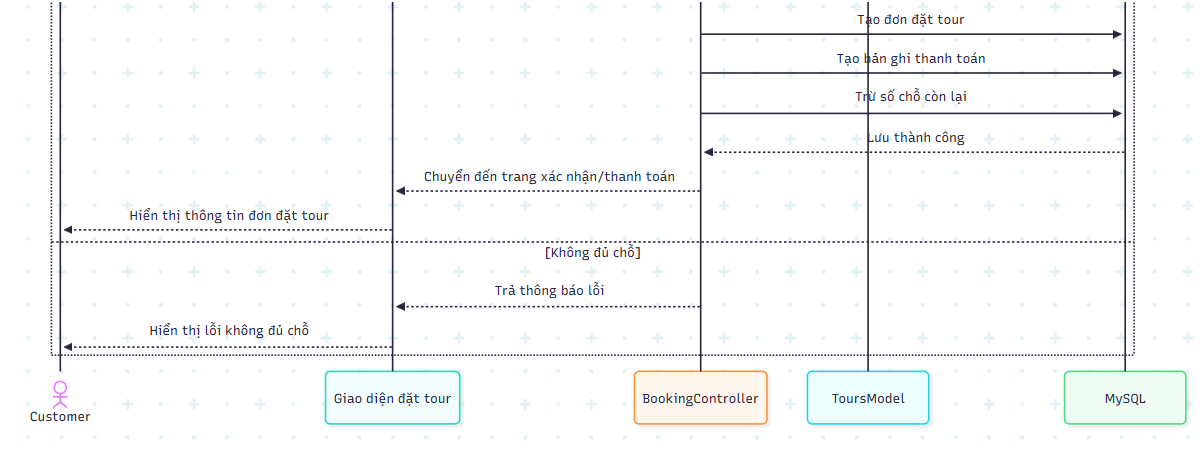 Tạo đơn đặt tour
Tạo bản ghi thanh toán
Trừ số chỗ còn lại
Lưu thành công
Chuyển đến trang xác nhận/thanh toán
Hiển thị thông tin đơn đặt tour
[Không đủ chỗ]
Trả thông báo lỗi
Hiển thị lỗi không đủ chỗ
Customer
Giao diện đặt tour
BookingController
ToursModel
MySQL